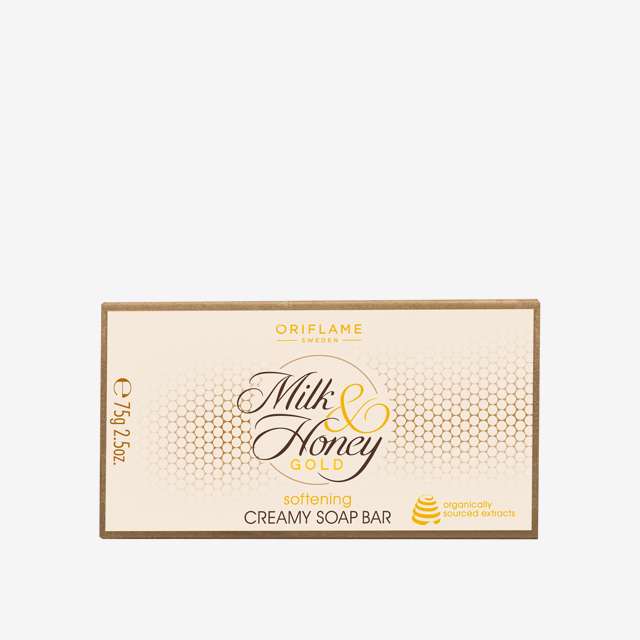 ORIFLAME
SWEDEN
Milk &
Honey
GOLD
softening
CREAMY SOAP BAR
organically
sourced extracts
℮ 75g 2.5oz.